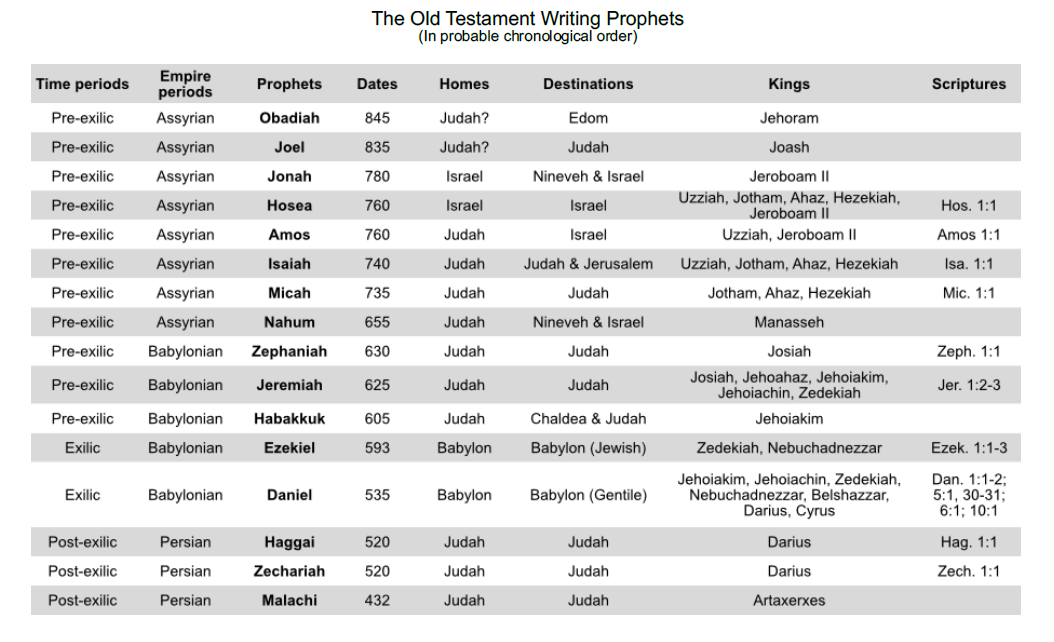 The Old Testament Writing Prophets
(In probable chronological order)
Time periods Empire periods Prophets Dates Homes Destinations Kings Scriptures
Pre-exilic Assyrian Obadiah 845 Judah? Edom Jehoram
Pre-exilic Assyrian Joel 835 Judah? Judah Joash
Pre-exilic Assyrian Jonah 780 Israel Nineveh & Israel Jeroboam II
Pre-exilic Assyrian Hosea 760 Israel Israel Uzziah, Jotham, Ahaz, Hezekiah, Jeroboam II Hos. 1:1
Pre-exilic Assyrian Amos 760 Judah Israel Uzziah, Jeroboam II Amos 1:1
Pre-exilic Assyrian Isaiah 740 Judah Judah & Jerusalem Uzziah, Jotham, Ahaz, Hezekiah Isa. 1:1
Pre-exilic Assyrian Micah 735 Judah Judah Jotham, Ahaz, Hezekiah Mic. 1:1
Pre-exilic Assyrian Nahum 655 Judah Nineveh & Israel Manasseh
Pre-exilic Babylonian Zephaniah 630 Judah Judah Josiah Zeph. 1:1
Pre-exilic Babylonian Jeremiah 625 Judah Judah Josiah, Jehoahaz, Jehoiakim, Jehoiachin, Zedekiah Jer. 1:2-3
Pre-exilic Babylonian Habakkuk 605 Judah Chaldea & Judah Jehoiakim
Exilic Babylonian Ezekiel 593 Babylon Babylon (Jewish) Zedekiah, Nebuchadnezzar Ezek. 1:1-3
Exilic Babylonian Daniel 535 Babylon Babylon (Gentile) Jehoiakim, Jehoiachin, Zedekiah, Nebuchadnezzar, Belshazzar, Darius, Cyrus Dan. 1:1-2; 5:1, 30-31; 6:1; 10:1
Post-exilic Persian Haggai 520 Judah Judah Darius Hag. 1:1
Post-exilic Persian Zechariah 520 Judah Judah Darius Zech. 1:1
Post-exilic Persian Malachi 432 Judah Judah Artaxerxes